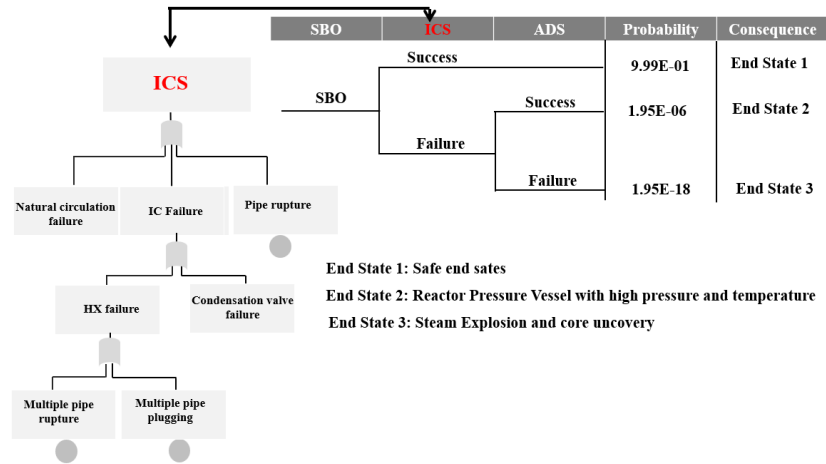 SBO ICS ADS Probability Consequence
Success 9.99E-01 End State 1
ICS
SBO Success 1.95E-06 End State 2
Failure
Failure 1.95E-18 End State 3
Natural circulation
failure
IC Failure
Pipe rupture
End State 1: Safe end sates
End State 2: Reactor Pressure Vessel with high pressure and temperature
End State 3: Steam Explosion and core uncovery
HX failure
Condensation valve
failure
Multiple pipe
rupture
Multiple pipe
plugging